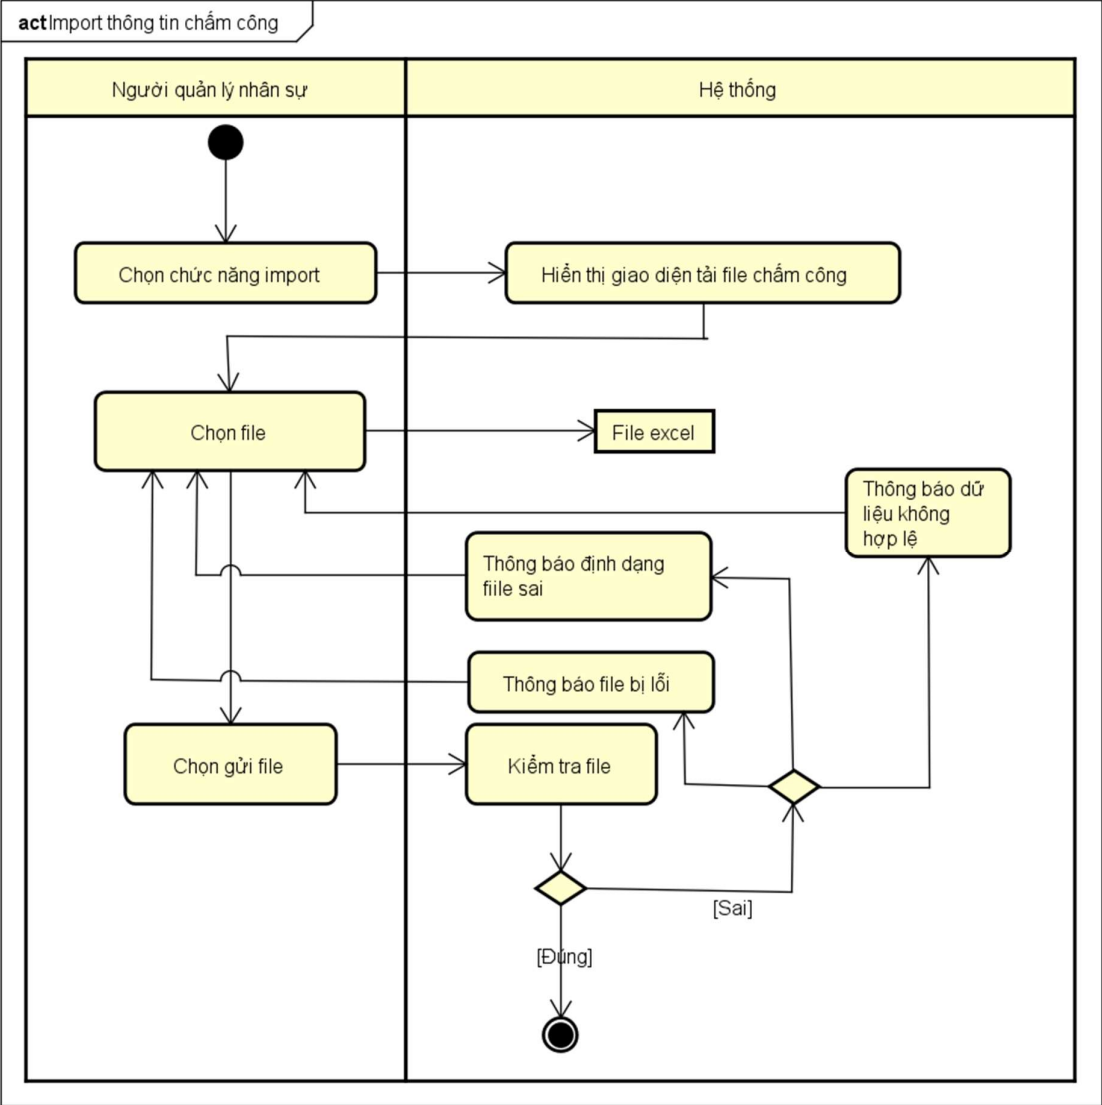 act Import thông tin chấm công
Người quản lý nhân sự
Hệ thống
Chọn chức năng import
Hiển thị giao diện tải file chấm công
Chọn file
File excel
Thông báo dữ
liệu không
hợp lệ
Thông báo định dạng
fiile sai
Thông báo file bị lỗi
Chọn gửi file
Kiểm tra file
[Sai]
[Đúng]